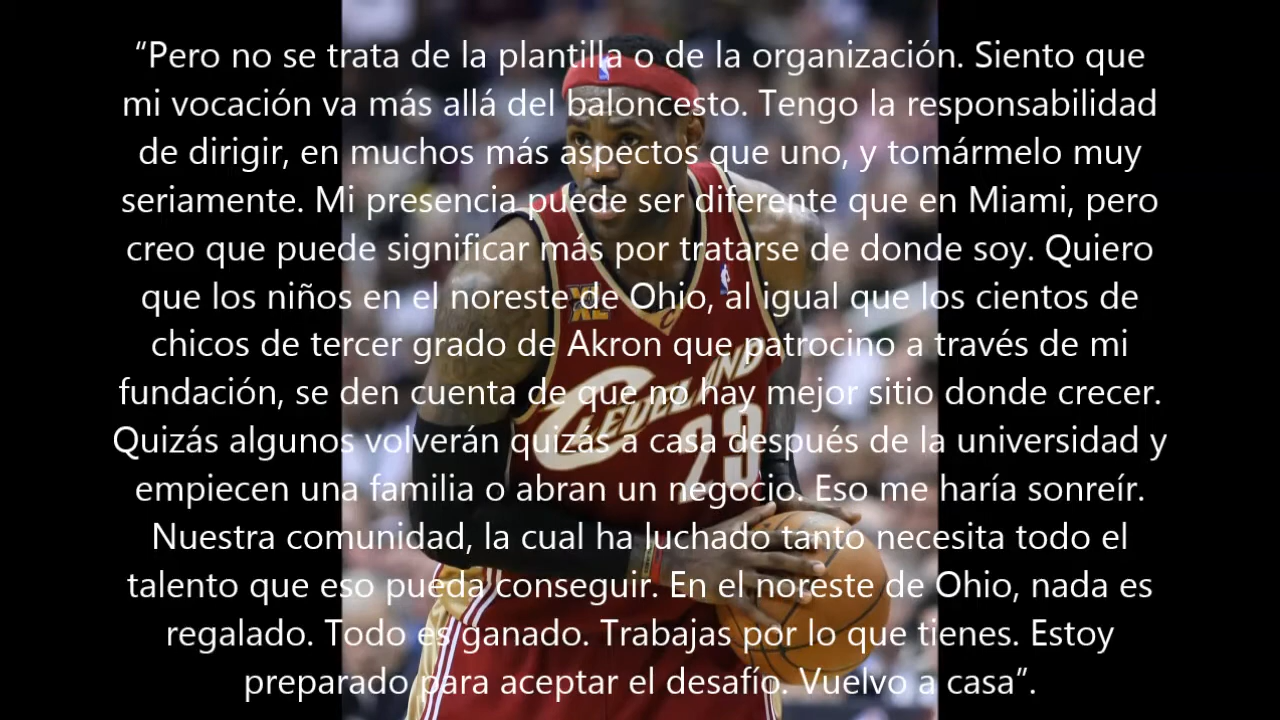 “Pero no se trata de la plantilla o de la organización. Siento que
mi vocación va más allá del baloncesto. Tengo la responsabilidad
de dirigir, en muchos más aspectos que uno, y tomármelo muy
seriamente. Mi presencia puede ser diferente que en Miami, pero
creo que puede significar más por tratarse de donde soy. Quiero
que los niños en el noreste de Ohio, al igual que los cientos de
chicos de tercer grado de Akron que patrocino a través de mi
fundación, se den cuenta de que no hay mejor sitio donde crecer.
Quizás algunos volverán quizás a casa después de la universidad y
empiecen una familia o abran un negocio. Eso me haría sonreír.
Nuestra comunidad, la cual ha luchado tanto necesita todo el
talento que eso pueda conseguir. En el noreste de Ohio, nada es
regalado. Todo es ganado. Trabajas por lo que tienes. Estoy
preparado para aceptar el desafío. Vuelvo a casa”.
XL
C
CLEVELAND
23